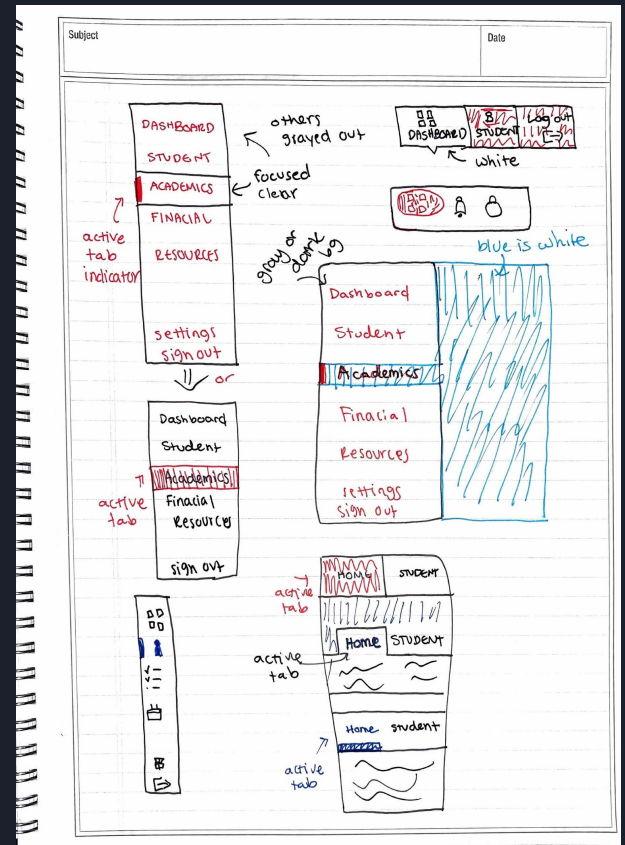 Subject
Date
DASHBOARD
STUDENT
ACADEMICS
FINACIAL
RESOURCES
settings
sign out
others
grayed out
focused
clear
active
tab
indicator
or
DASHBOARD
STUDENT
Log out
white
gray or
dark
bg
blue is white
Dashboard
Student
Academics
Finacial
Resources
settings
sign out
Dashboard
Student
Academics
Finacial
Resources
sign out
active
tab
HOME
STUDENT
active
tab
Home
STUDENT
active
tab
Home
Student
active
tab